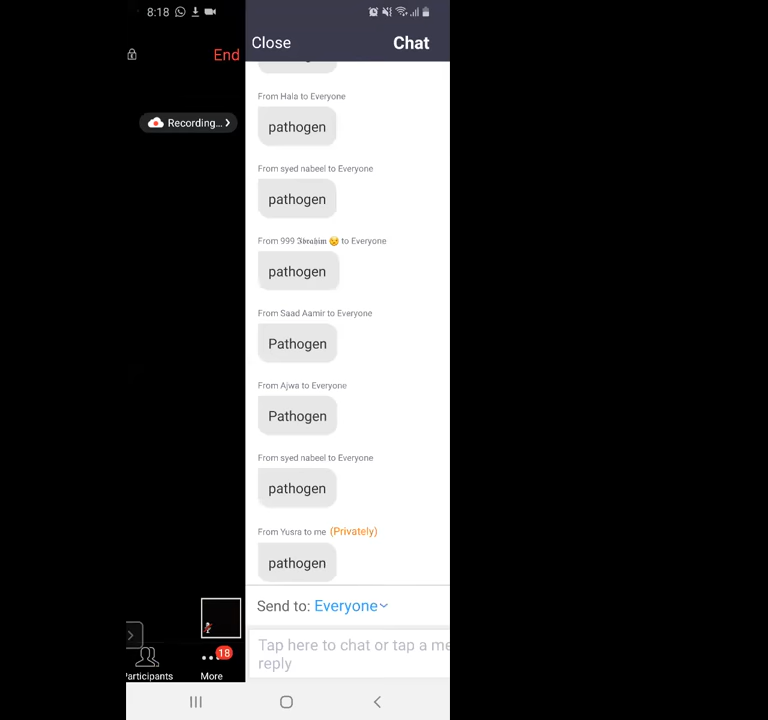 8:18
Close
Chat
End
From Hala to Everyone
Recording...
pathogen
From syed nabeel to Everyone
pathogen
From 999 𝕴𝖇𝖗𝖆𝖍𝖎𝖒 😒 to Everyone
pathogen
From Saad Aamir to Everyone
Pathogen
From Ajwa to Everyone
Pathogen
From syed nabeel to Everyone
pathogen
From Yusra to me (Privately)
pathogen
Send to: Everyone
Tap here to chat or tap a me
reply
18
articipants
More